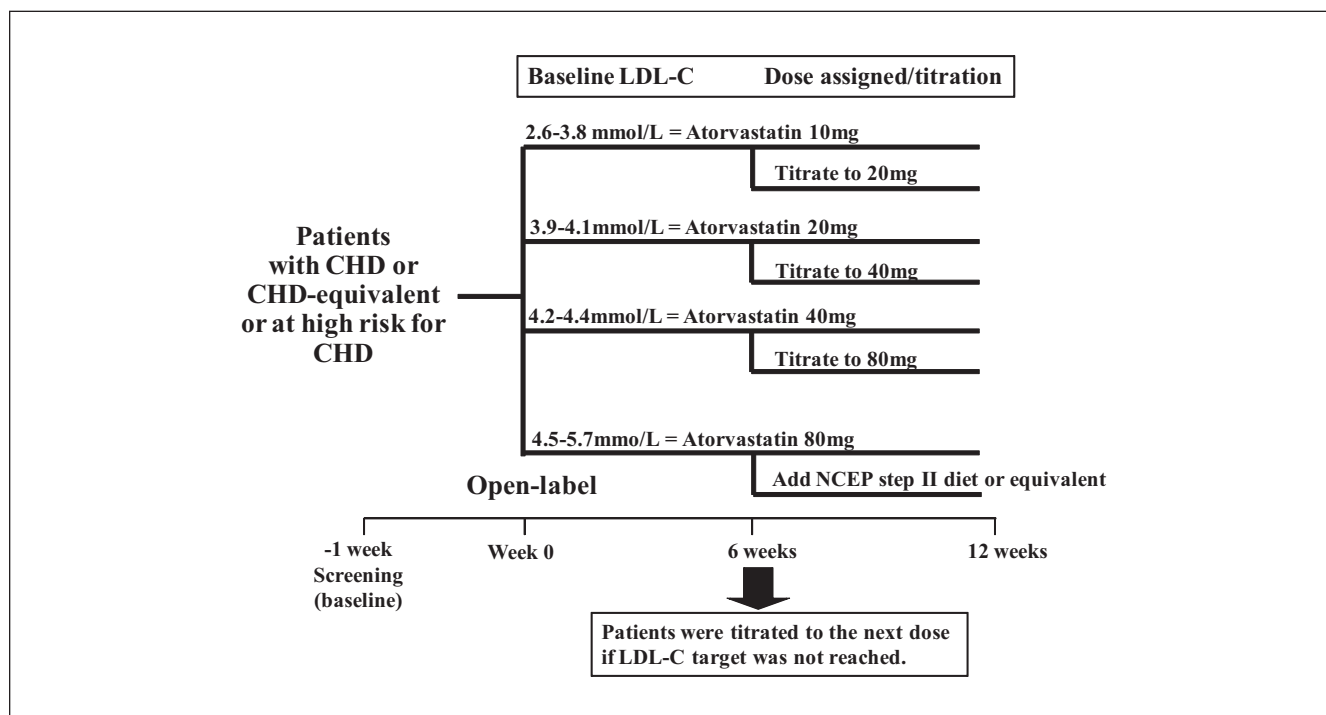 Baseline LDL-C Dose assigned/titration
2.6-3.8 mmol/L = Atorvastatin 10mg
Titrate to 20mg
3.9-4.1mmol/L = Atorvastatin 20mg
Titrate to 40mg
4.2-4.4mmol/L = Atorvastatin 40mg
Titrate to 80mg
4.5-5.7mmo/L = Atorvastatin 80mg
Add NCEP step II diet or equivalent
Patients
with CHD or
CHD-equivalent
or at high risk for
CHD
Open-label
-1 week
Screening
(baseline)
Week 0
6 weeks
12 weeks
Patients were titrated to the next dose
if LDL-C target was not reached.